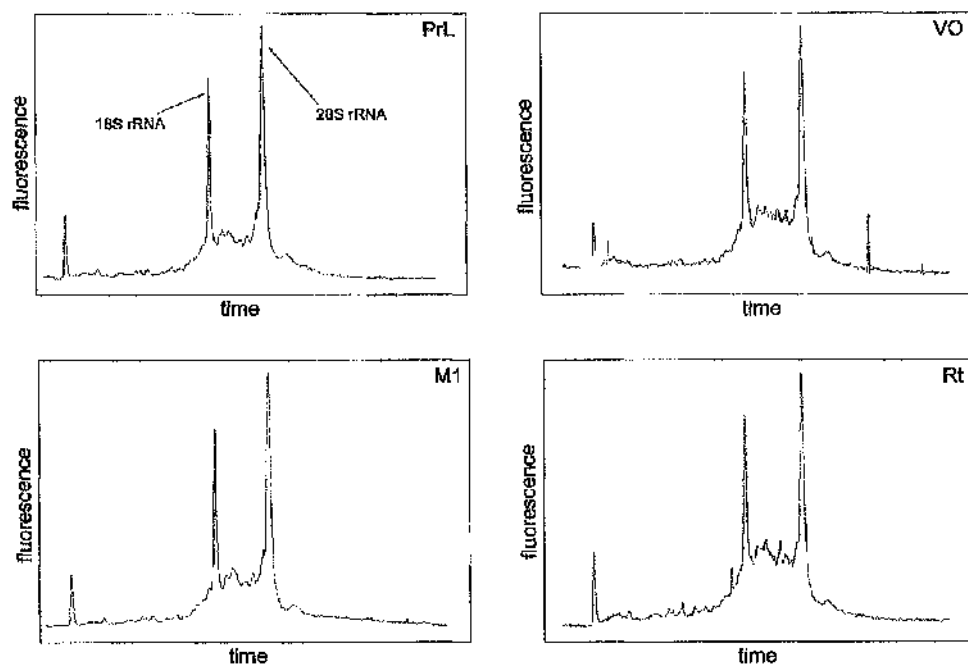 PrL
18S rRNA
28S rRNA
fluorescence
time
VO
fluorescence
time
M1
fluorescence
time
Rt
fluorescence
time